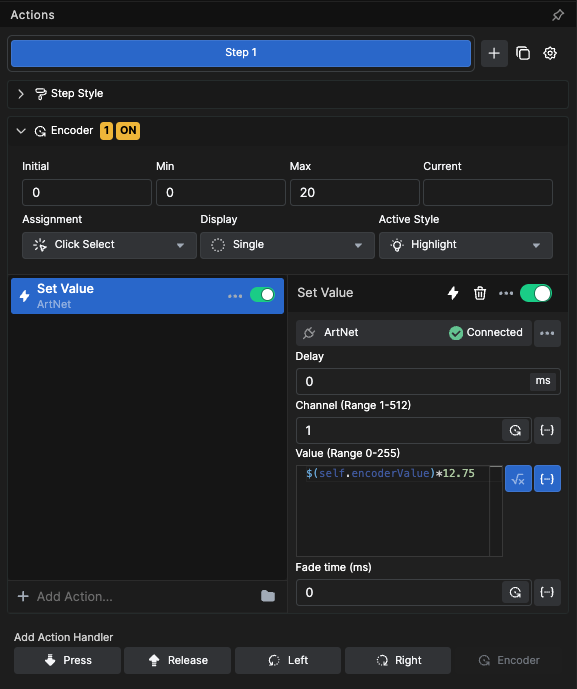 Actions
Step 1
Step Style
Encoder 1 ON
Initial Min Max Current
0 0 20
Assignment Display Active Style
Click Select Single Highlight
Set Value
ArtNet
Set Value
ArtNet Connected
Delay
0 ms
Channel (Range 1-512)
1
Value (Range 0-255)
$(self.encoderValue)*12.75
√x
Fade time (ms)
0
Add Action...
Add Action Handler
Press Release Left Right Encoder